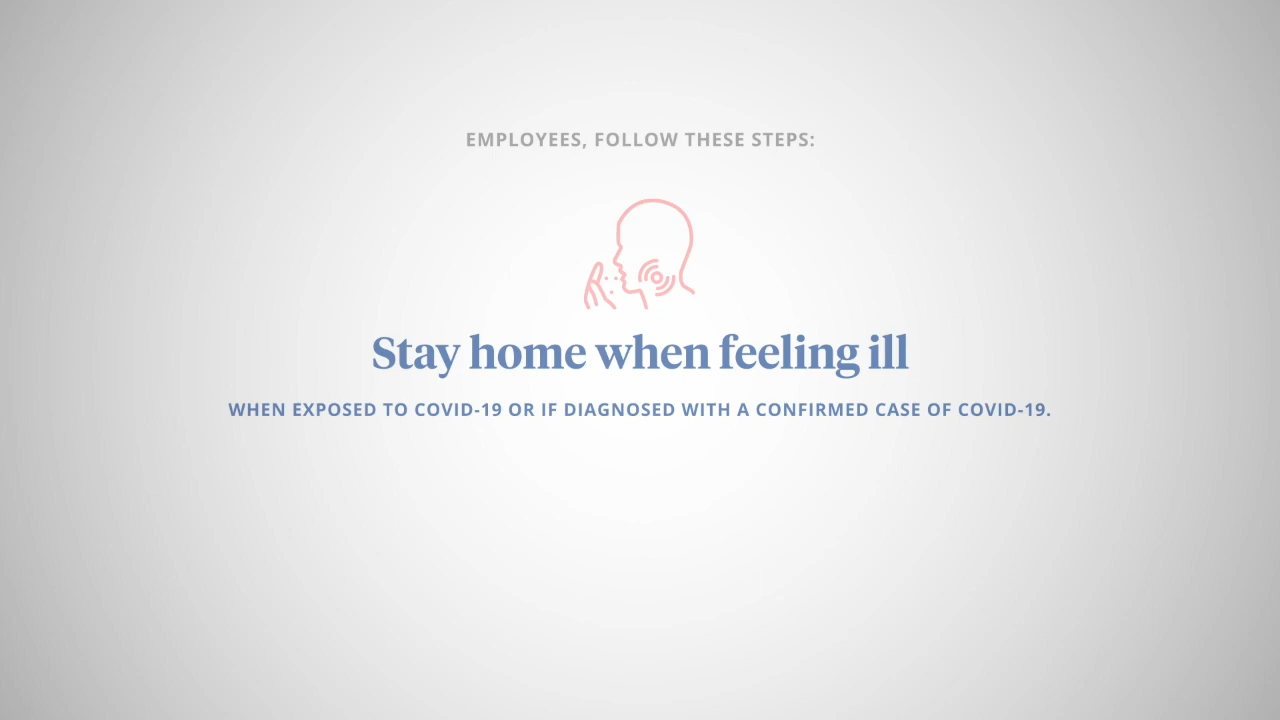 EMPLOYEES, FOLLOW THESE STEPS:
Stay home when feeling ill
WHEN EXPOSED TO COVID-19 OR IF DIAGNOSED WITH A CONFIRMED CASE OF COVID-19.